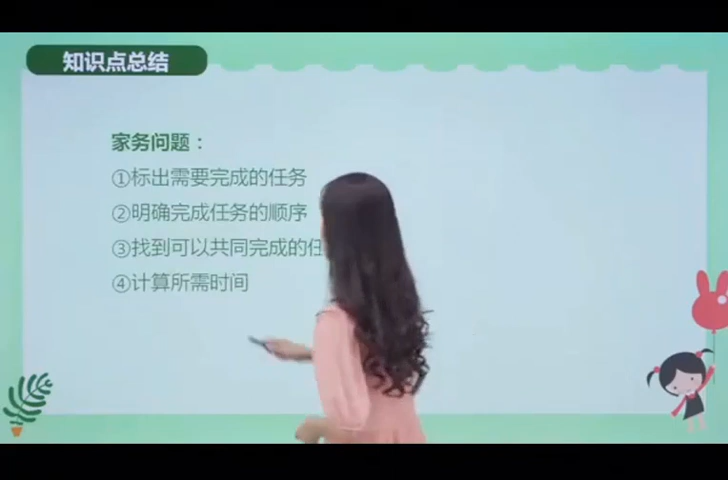 知识点总结
家务问题：
①标出需要完成的任务
②明确完成任务的顺序
③找到可以共同完成的任
④计算所需时间